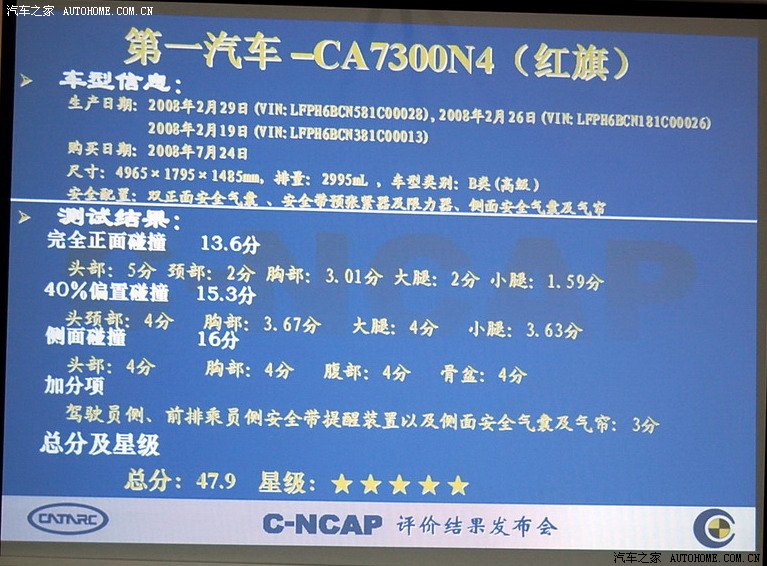 汽车之家 AUTOHOME.COM.CN
第一汽车–CA7300N4（红旗）
车型信息：
生产日期：2008年2月29日(VIN:LFPH6BCN581C00028),2008年2月26日(VIN:LFPH6BCN181C00026)
2008年2月19日(VIN:LFPH6BCN381C00013)
购买日期：2008年7月24日
尺寸：4965×1795×1485mm，排量：2995mL ，车型类别：B类(高级)
安全配置：双正面安全气囊 、安全带预张紧器及限力器、侧面安全气囊及气帘
测试结果：
完全正面碰撞 13.6分
头部：5分 颈部：2分 胸部：3.01分 大腿：2分 小腿：1.59分
40%偏置碰撞 15.3分
头颈部：4分 胸部：3.67分 大腿：4分 小腿：3.63分
侧面碰撞 16分
头部：4分 胸部：4分 腹部：4分 骨盆：4分
加分项
驾驶员侧、前排乘员侧安全带提醒装置以及侧面安全气囊及气帘：3分
总分及星级
总分：47.9 星级：★★★★★
CATARC C-NCAP 评价结果发布会
汽车之家 AUTOHOME.COM.CN